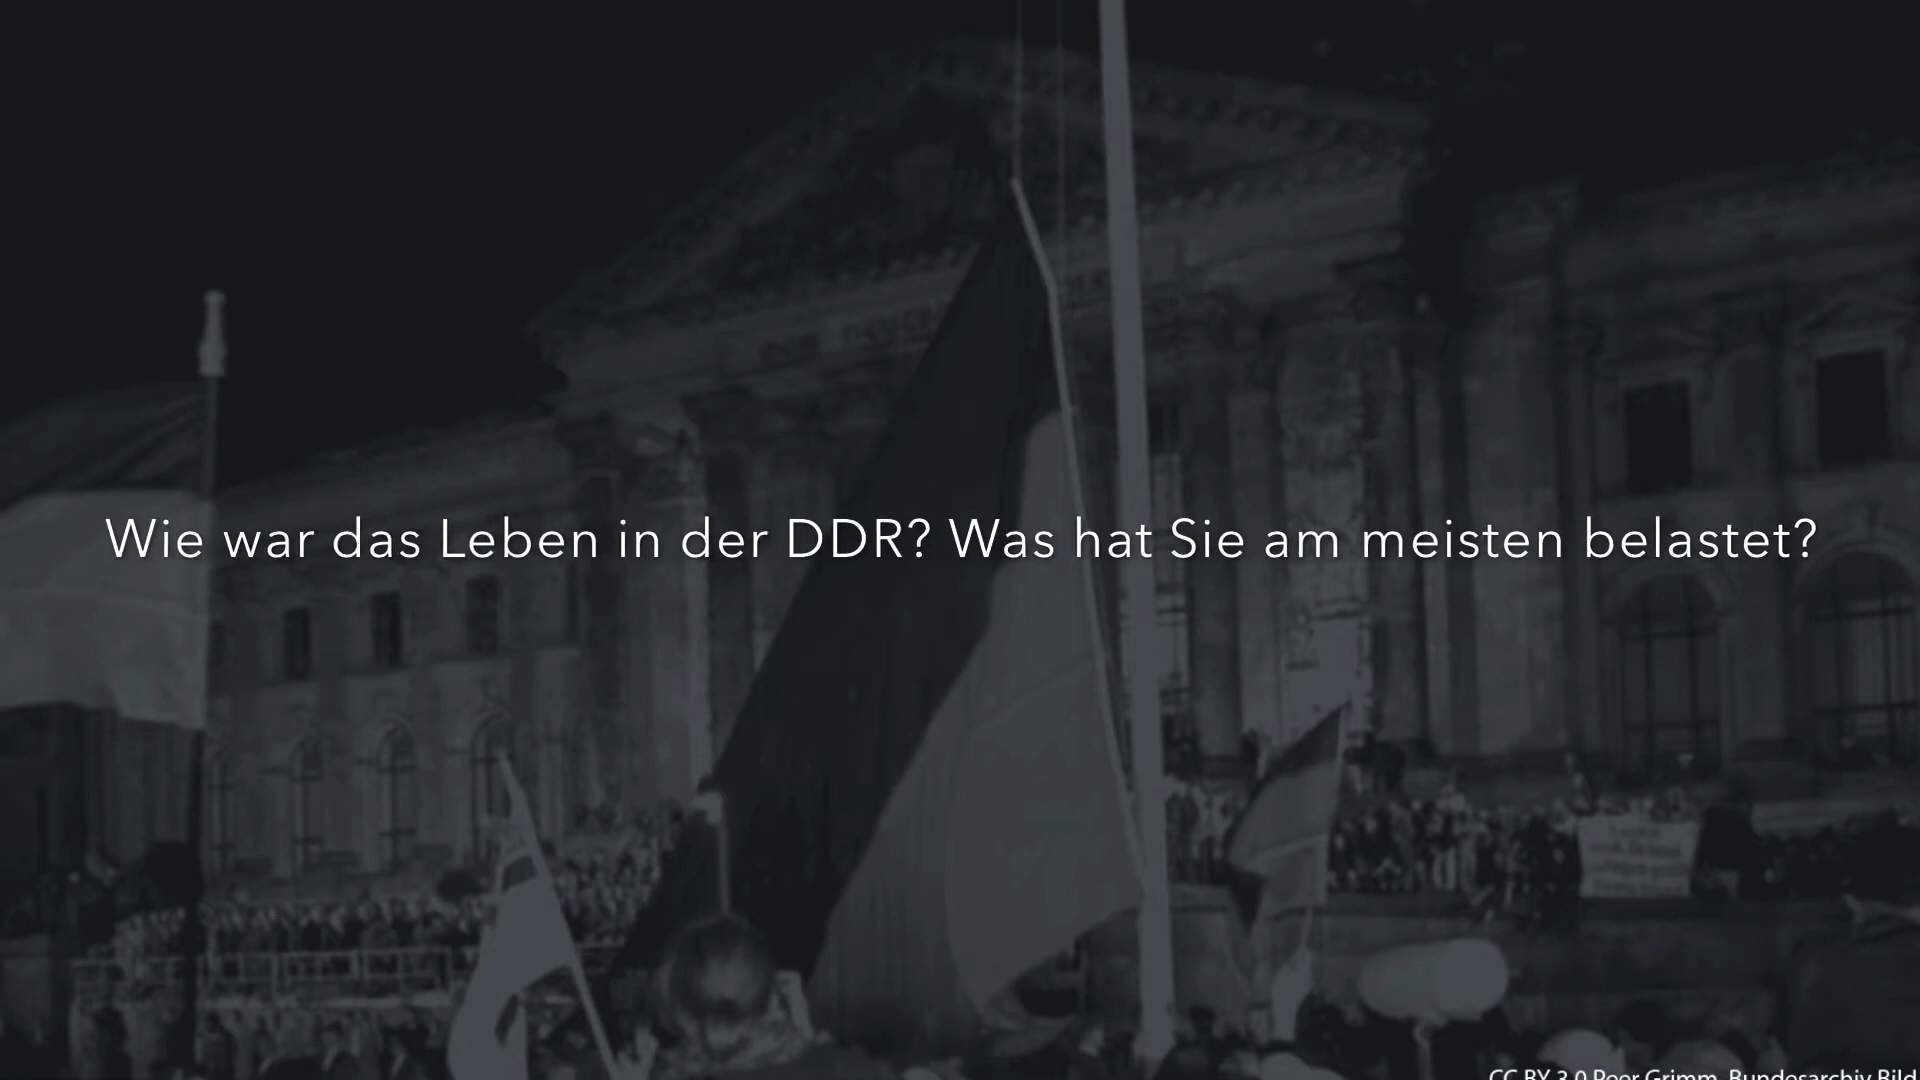 Wie war das Leben in der DDR? Was hat Sie am meisten belastet?
CC BY 3.0 Peer Grimm, Bundesarchiv Bild